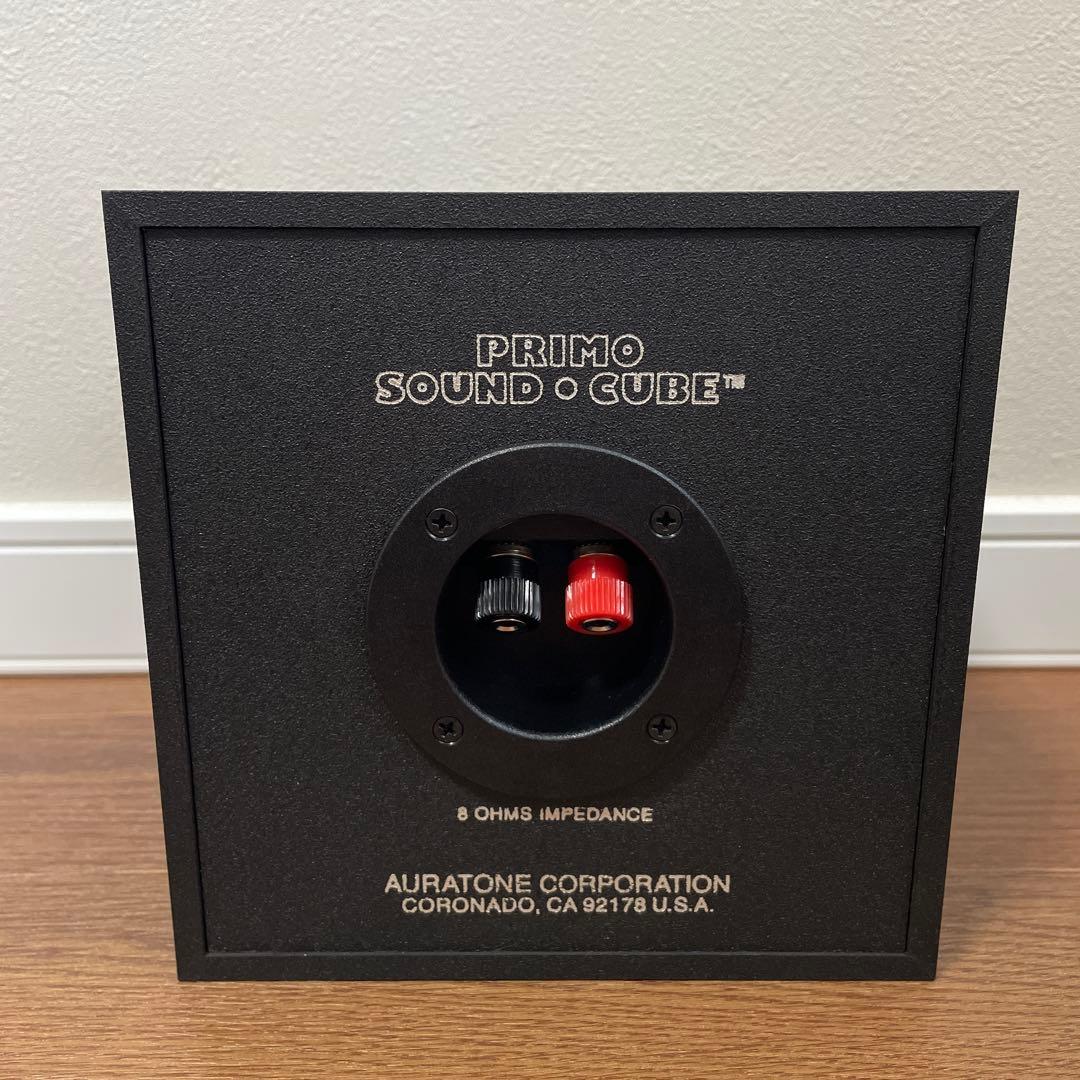 PRIMO
SOUND • CUBE™
8 OHMS IMPEDANCE
AURATONE CORPORATION
CORONADO, CA 92178 U.S.A.